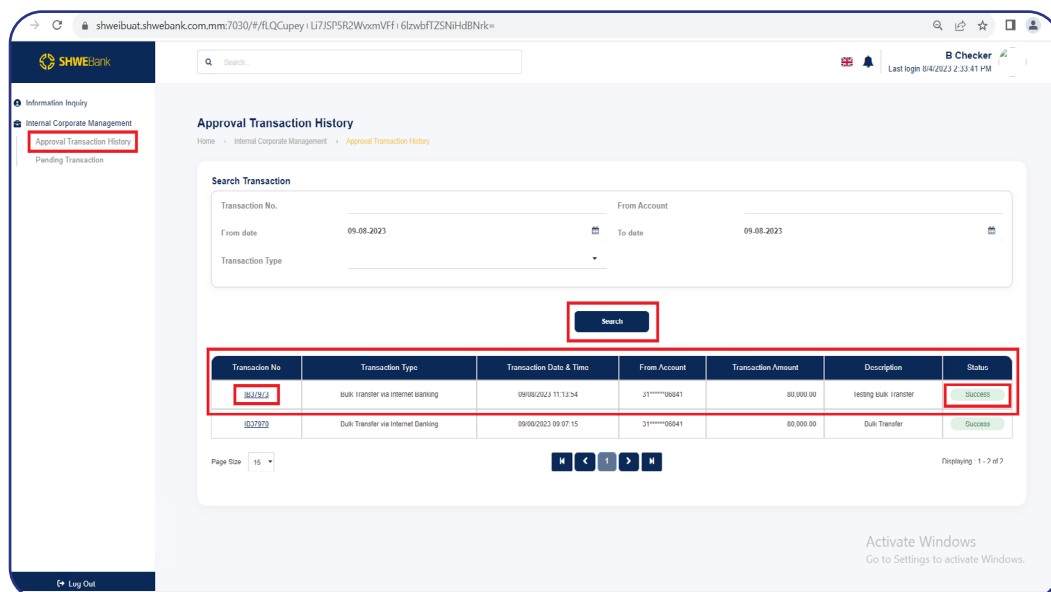 shweibuat.shwebank.com.mm:7030/#/
SHWEBank
Search...
B Checker
Last login 8/4/2023 2:33:41 PM
Information Inquiry
Internal Corporate Management
Approval Transaction History
Pending Transaction
Approval Transaction History
Home › Internal Corporate Management › Approval Transaction History
Search Transaction
Transaction No. From Account
From date 09-08-2023 To date 09-08-2023
Transaction Type
Search
Transacion No Transaction Type Transaction Date & Time From Account Transaction Amount Description Status
IB37973 Bulk Transfer via Internet Banking 09/08/2023 11:13:54 31*****06841 80,000.00 Testing Bulk Transfer Success
IB37970 Bulk Transfer via Internet Banking 09/08/2023 09:07:15 31*****06841 80,000.00 Bulk Transfer Success
Page Size 15 1 Displaying : 1 - 2 of 2
Activate Windows
Go to Settings to activate Windows.
Log Out